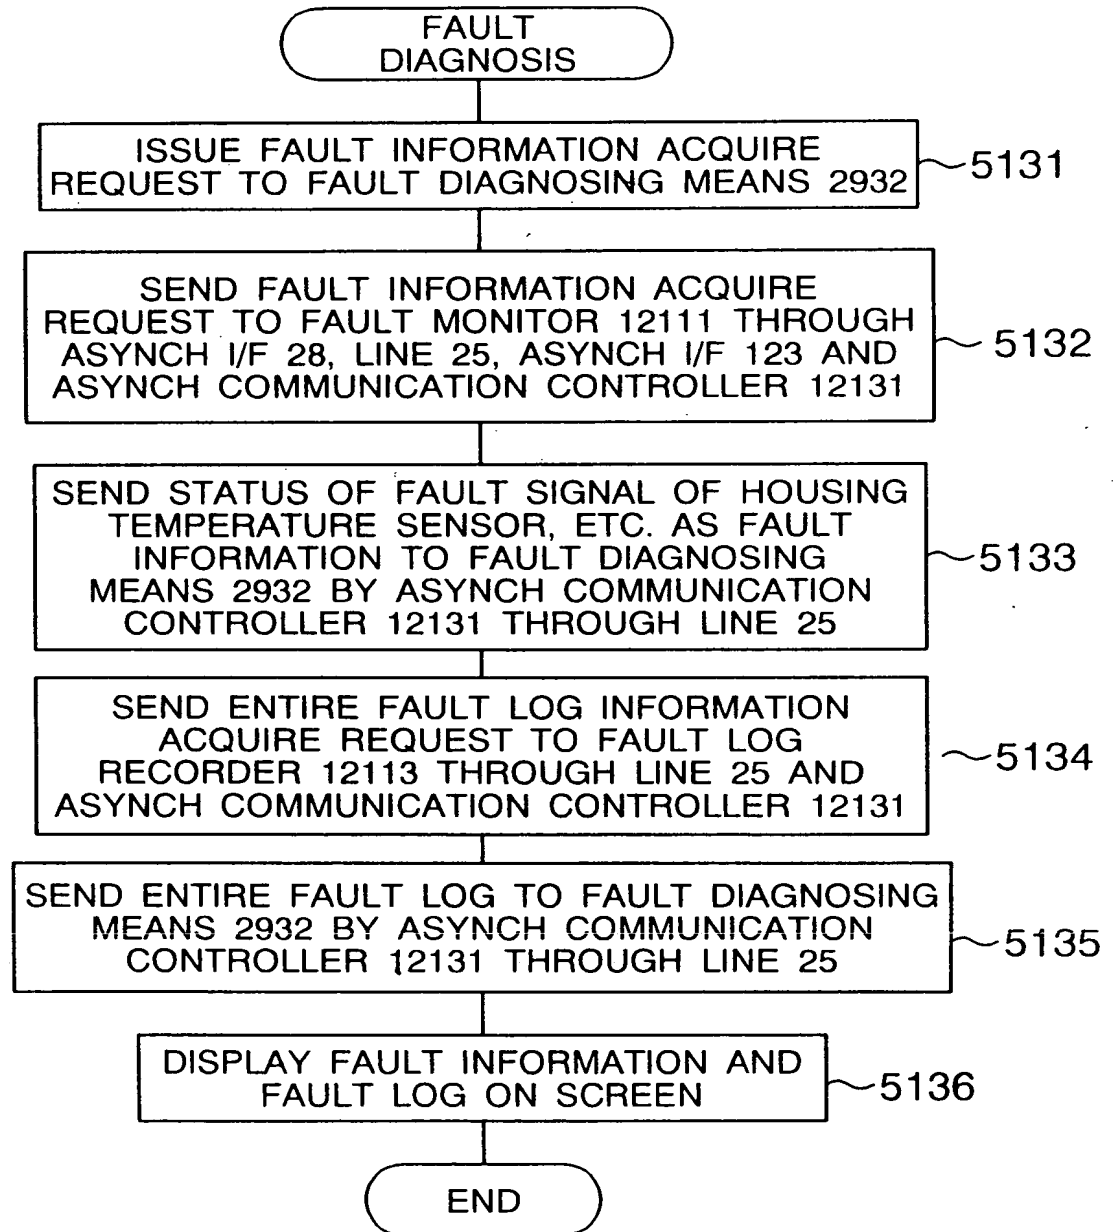 FAULT
DIAGNOSIS
ISSUE FAULT INFORMATION ACQUIRE
REQUEST TO FAULT DIAGNOSING MEANS 2932
5131
SEND FAULT INFORMATION ACQUIRE
REQUEST TO FAULT MONITOR 12111 THROUGH
ASYNCH I/F 28, LINE 25, ASYNCH I/F 123 AND
ASYNCH COMMUNICATION CONTROLLER 12131
5132
SEND STATUS OF FAULT SIGNAL OF HOUSING
TEMPERATURE SENSOR, ETC. AS FAULT
INFORMATION TO FAULT DIAGNOSING
MEANS 2932 BY ASYNCH COMMUNICATION
CONTROLLER 12131 THROUGH LINE 25
5133
SEND ENTIRE FAULT LOG INFORMATION
ACQUIRE REQUEST TO FAULT LOG
RECORDER 12113 THROUGH LINE 25 AND
ASYNCH COMMUNICATION CONTROLLER 12131
5134
SEND ENTIRE FAULT LOG TO FAULT DIAGNOSING
MEANS 2932 BY ASYNCH COMMUNICATION
CONTROLLER 12131 THROUGH LINE 25
5135
DISPLAY FAULT INFORMATION AND
FAULT LOG ON SCREEN
5136
END